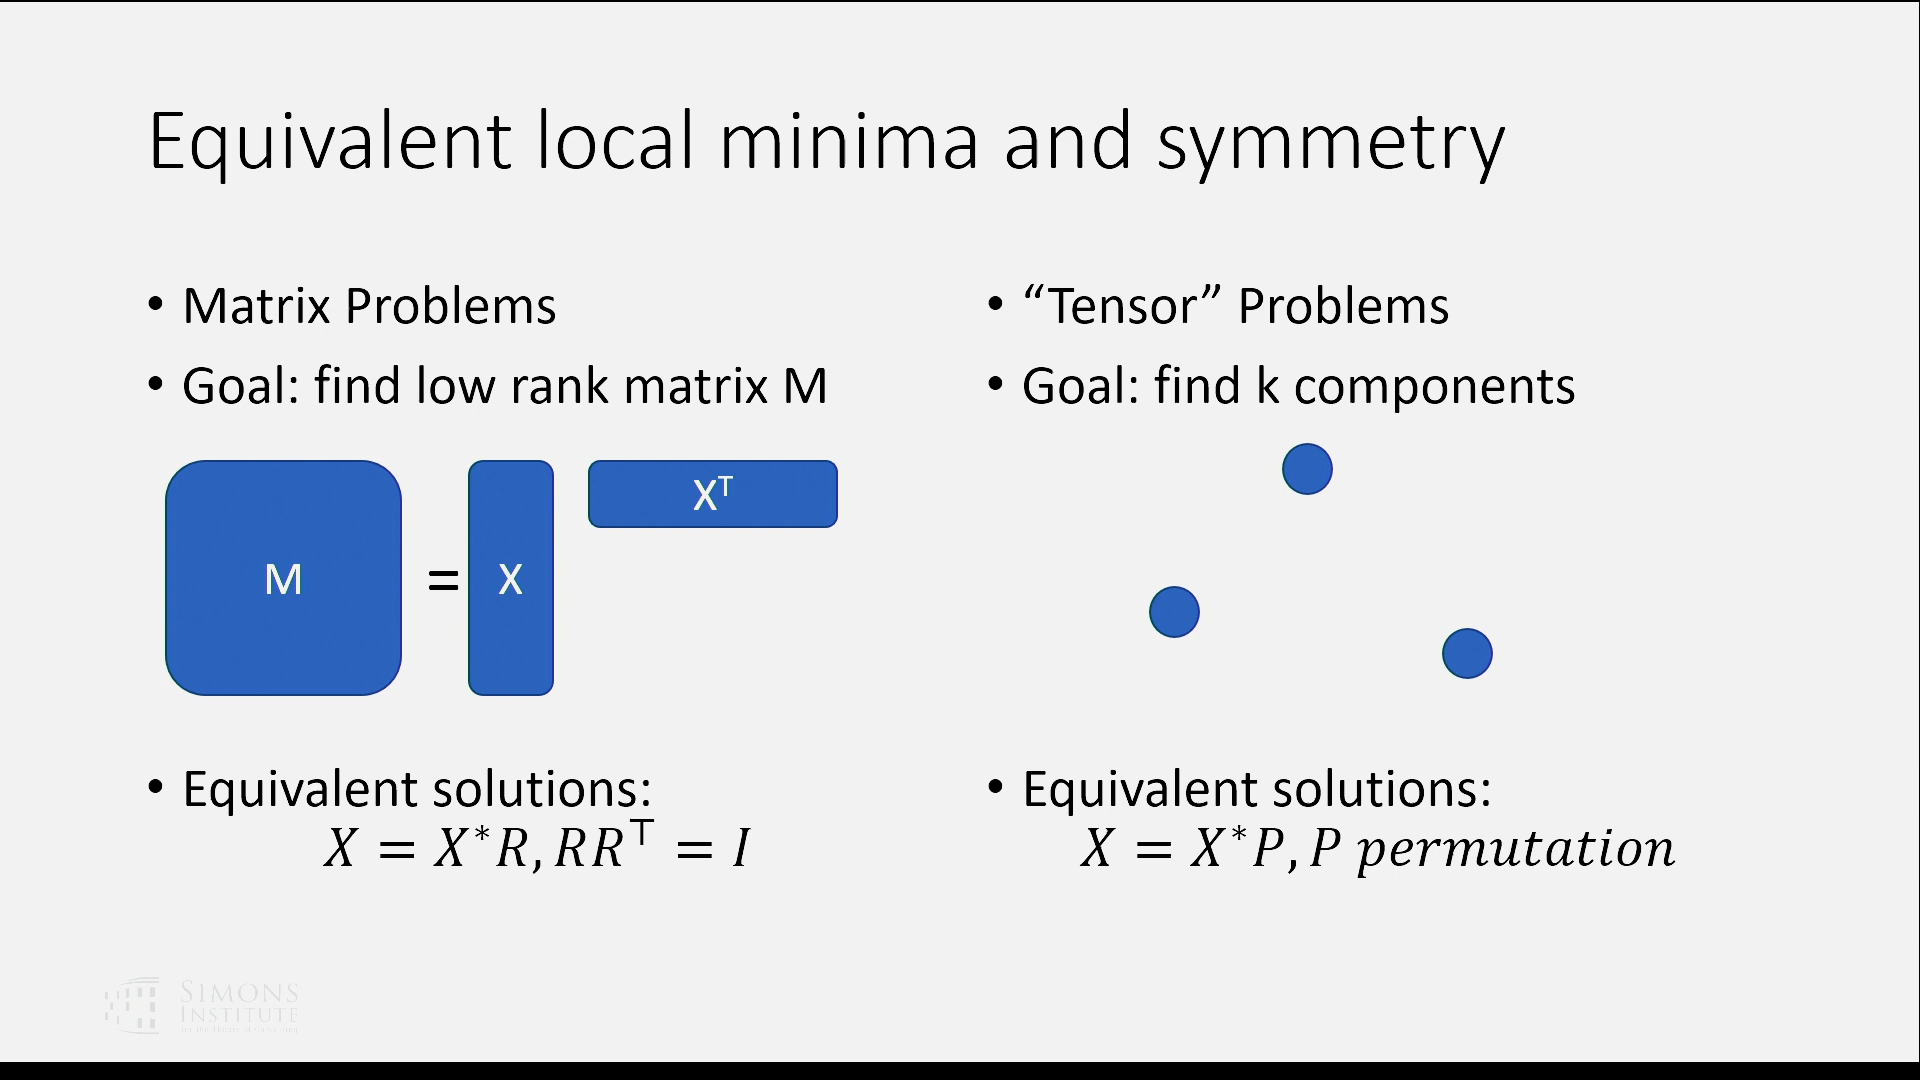 Equivalent local minima and symmetry
• Matrix Problems
• Goal: find low rank matrix M
M = X Xᵀ
• Equivalent solutions:
X = X*R, RR⊤ = I
• “Tensor” Problems
• Goal: find k components
• Equivalent solutions:
X = X*P, P permutation
SIMONS
INSTITUTE